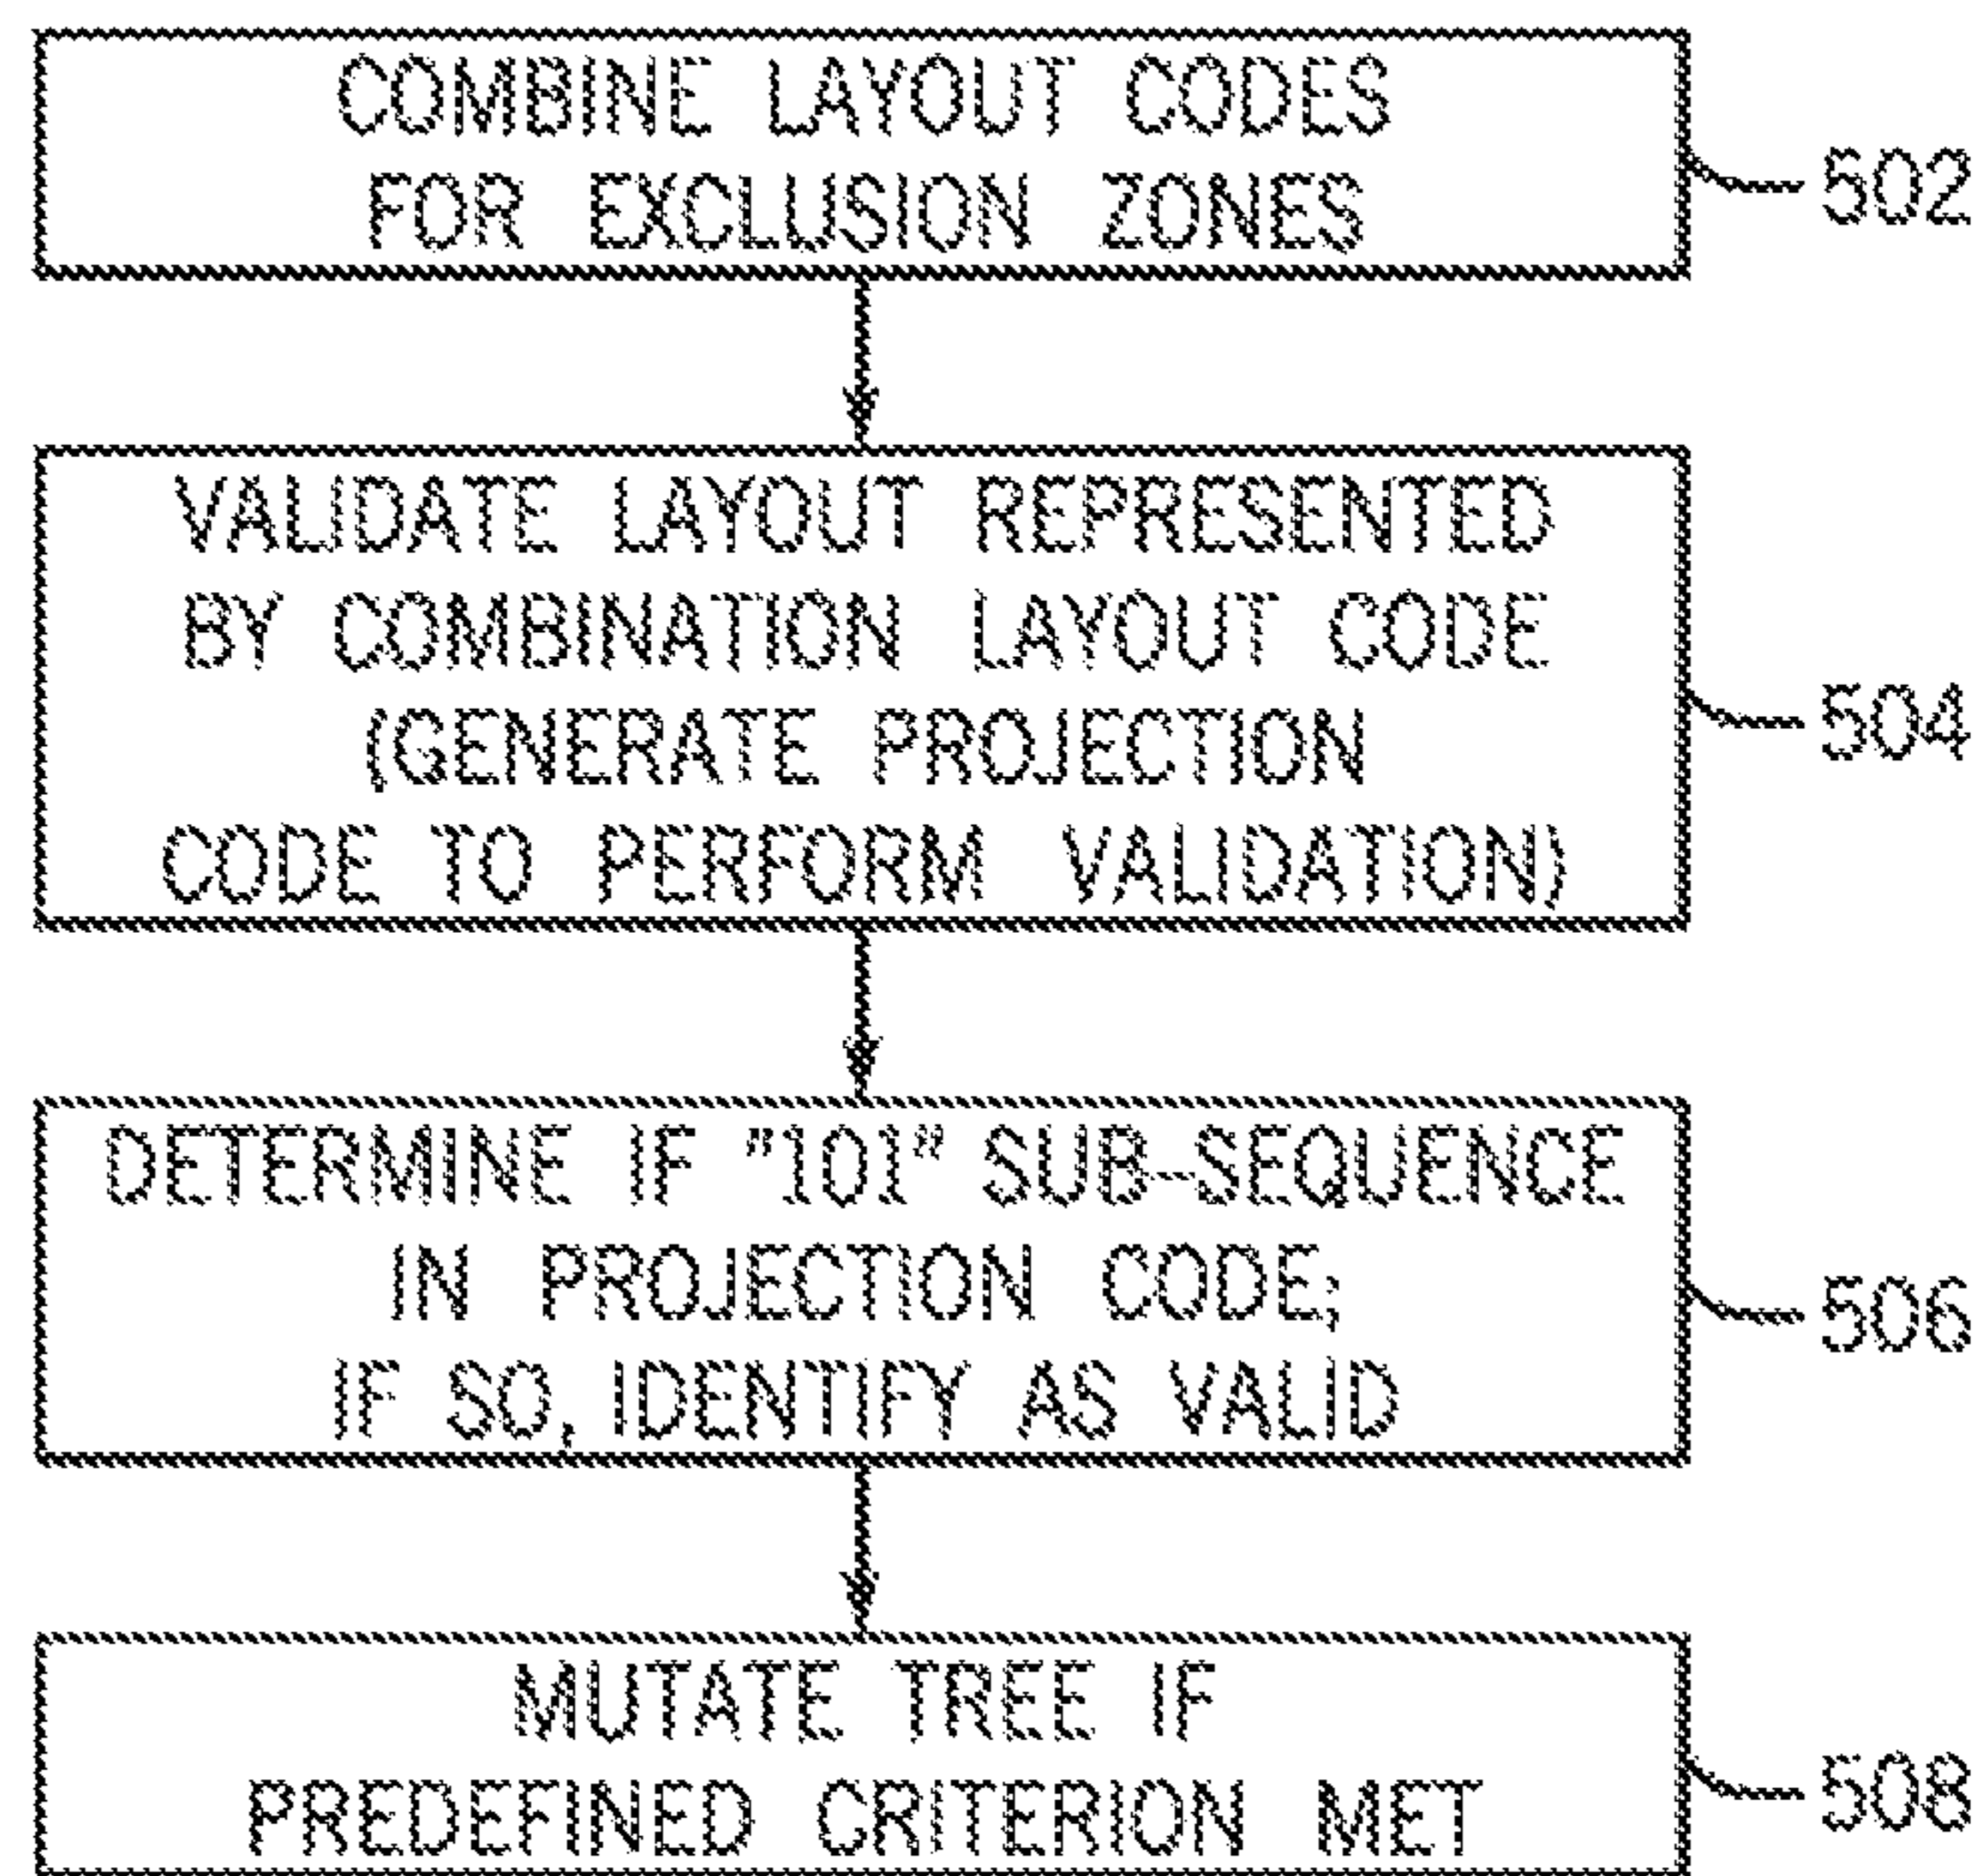 COMBINE LAYOUT CODES
FOR EXCLUSION ZONES
502
VALIDATE LAYOUT REPRESENTED
BY COMBINATION LAYOUT CODE
(GENERATE PROJECTION
CODE TO PERFORM VALIDATION)
504
DETERMINE IF "101" SUB-SEQUENCE
IN PROJECTION CODE;
IF SO, IDENTIFY AS VALID
506
MUTATE TREE IF
PREDEFINED CRITERION MET
508